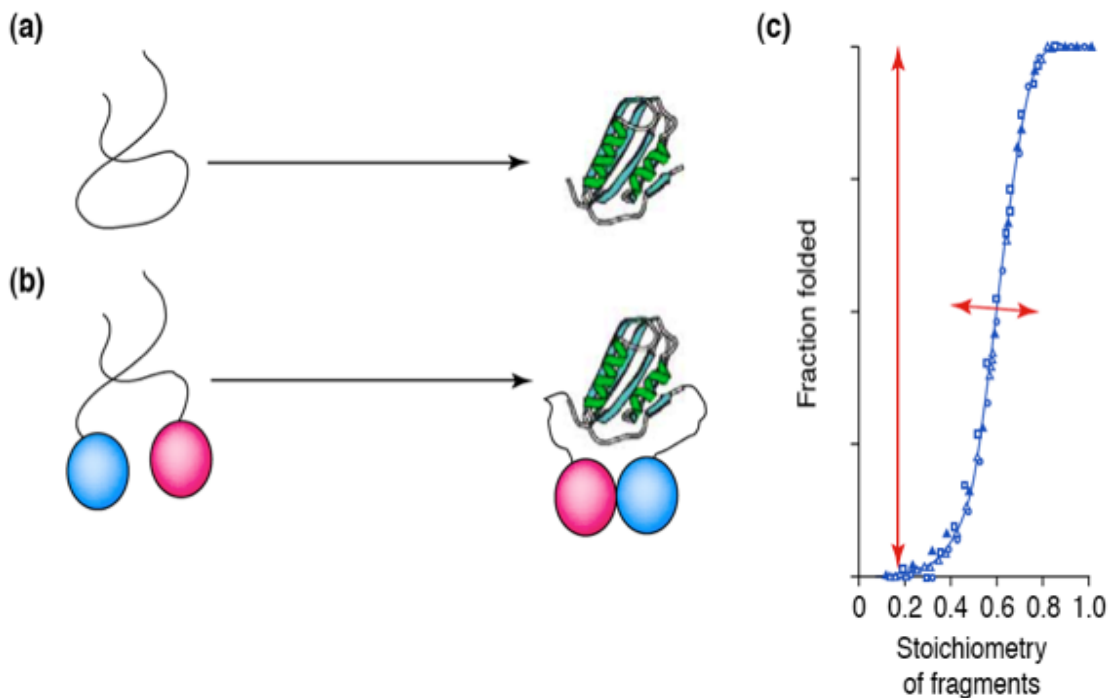 (a)
(b)
(c)
Fraction folded
0 0.2 0.4 0.6 0.8 1.0
Stoichiometry
of fragments